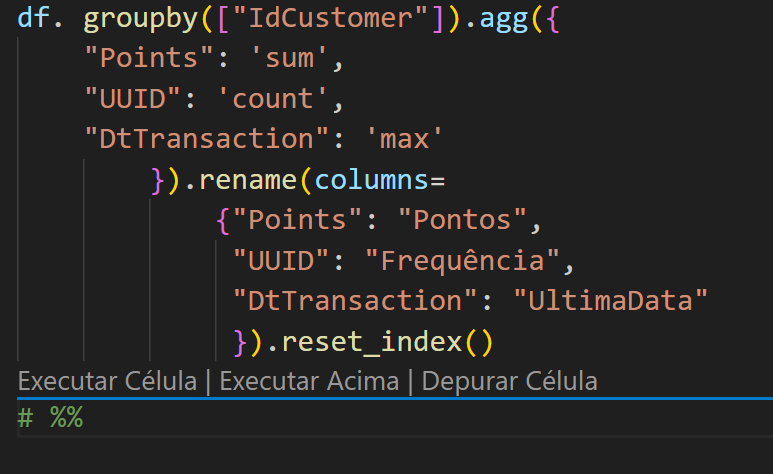 df. groupby(["IdCustomer"]).agg({
"Points": 'sum',
"UUID": 'count',
"DtTransaction": 'max'
}).rename(columns=
{"Points": "Pontos",
"UUID": "Frequência",
"DtTransaction": "UltimaData"
}).reset_index()
Executar Célula | Executar Acima | Depurar Célula
# %%